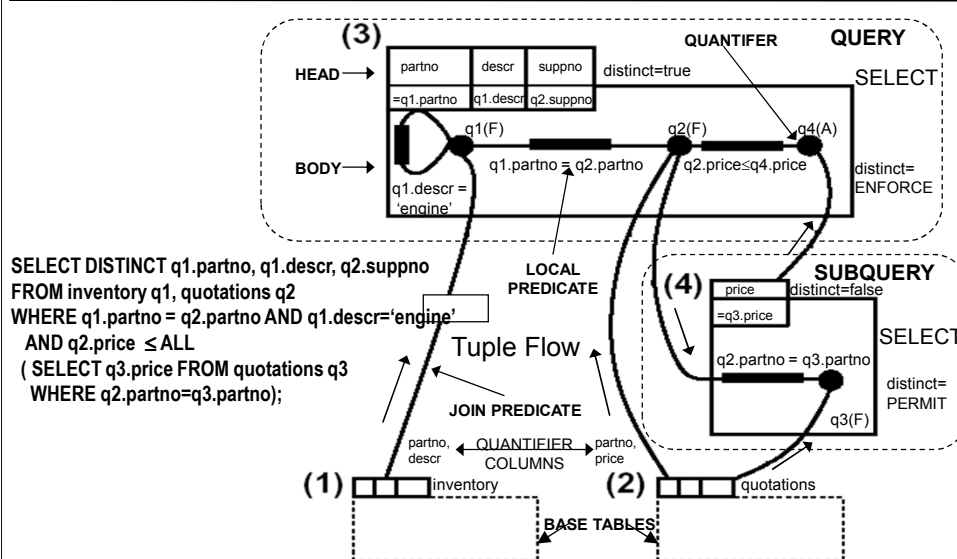 (3)
QUANTIFER
QUERY
HEAD
partno descr suppno
distinct=true
SELECT
=q1.partno q1.descr q2.suppno
q1(F)
q2(F)
q4(A)
BODY
q1.partno = q2.partno
q2.price≤q4.price
distinct=
ENFORCE
q1.descr =
‘engine’
SELECT DISTINCT q1.partno, q1.descr, q2.suppno
FROM inventory q1, quotations q2
WHERE q1.partno = q2.partno AND q1.descr=‘engine’
AND q2.price ≤ ALL
( SELECT q3.price FROM quotations q3
WHERE q2.partno=q3.partno);
LOCAL
PREDICATE
SUBQUERY
(4)
price
distinct=false
=q3.price
SELECT
q2.partno = q3.partno
distinct=
PERMIT
q3(F)
Tuple Flow
JOIN PREDICATE
partno,
descr
QUANTIFIER
COLUMNS
partno,
price
(1)
inventory
(2)
quotations
BASE TABLES